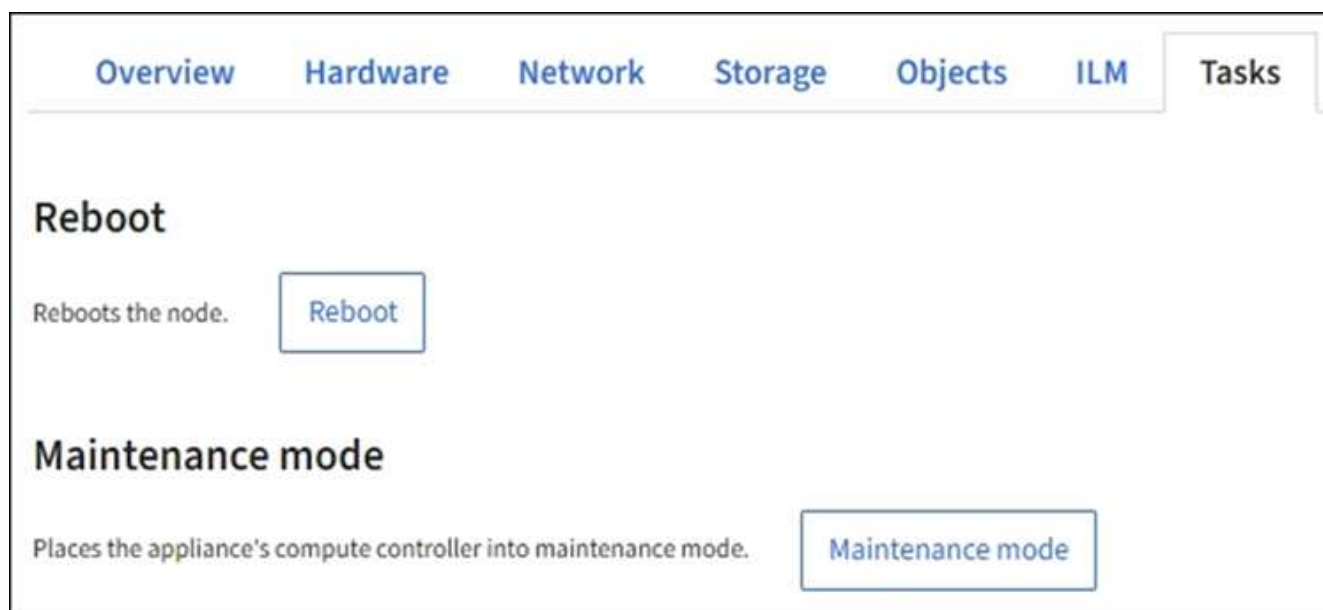 Overview Hardware Network Storage Objects ILM Tasks
Reboot
Reboots the node. Reboot
Maintenance mode
Places the appliance's compute controller into maintenance mode. Maintenance mode